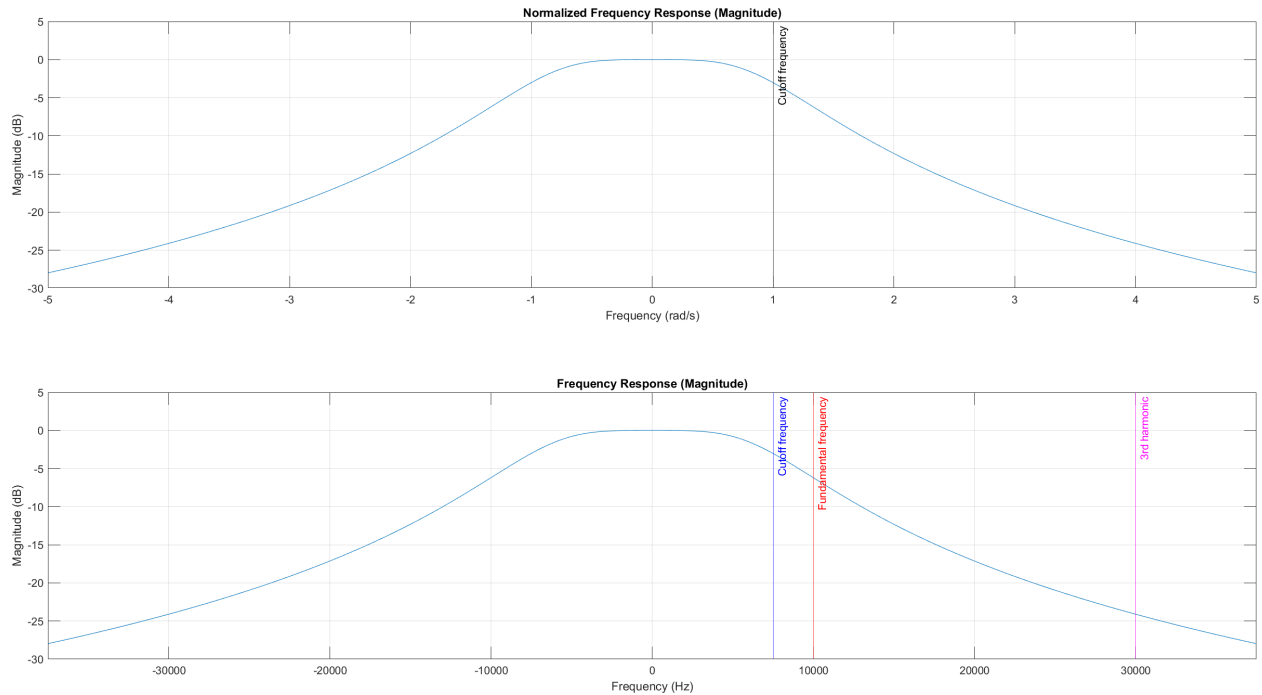 Normalized Frequency Response (Magnitude)
5
0
-5
-10
-15
-20
-25
-30
Magnitude (dB)
Cutoff frequency
-5 -4 -3 -2 -1 0 1 2 3 4 5
Frequency (rad/s)
Frequency Response (Magnitude)
5
0
-5
-10
-15
-20
-25
-30
Magnitude (dB)
Cutoff frequency
Fundamental frequency
3rd harmonic
-30000 -20000 -10000 0 10000 20000 30000
Frequency (Hz)